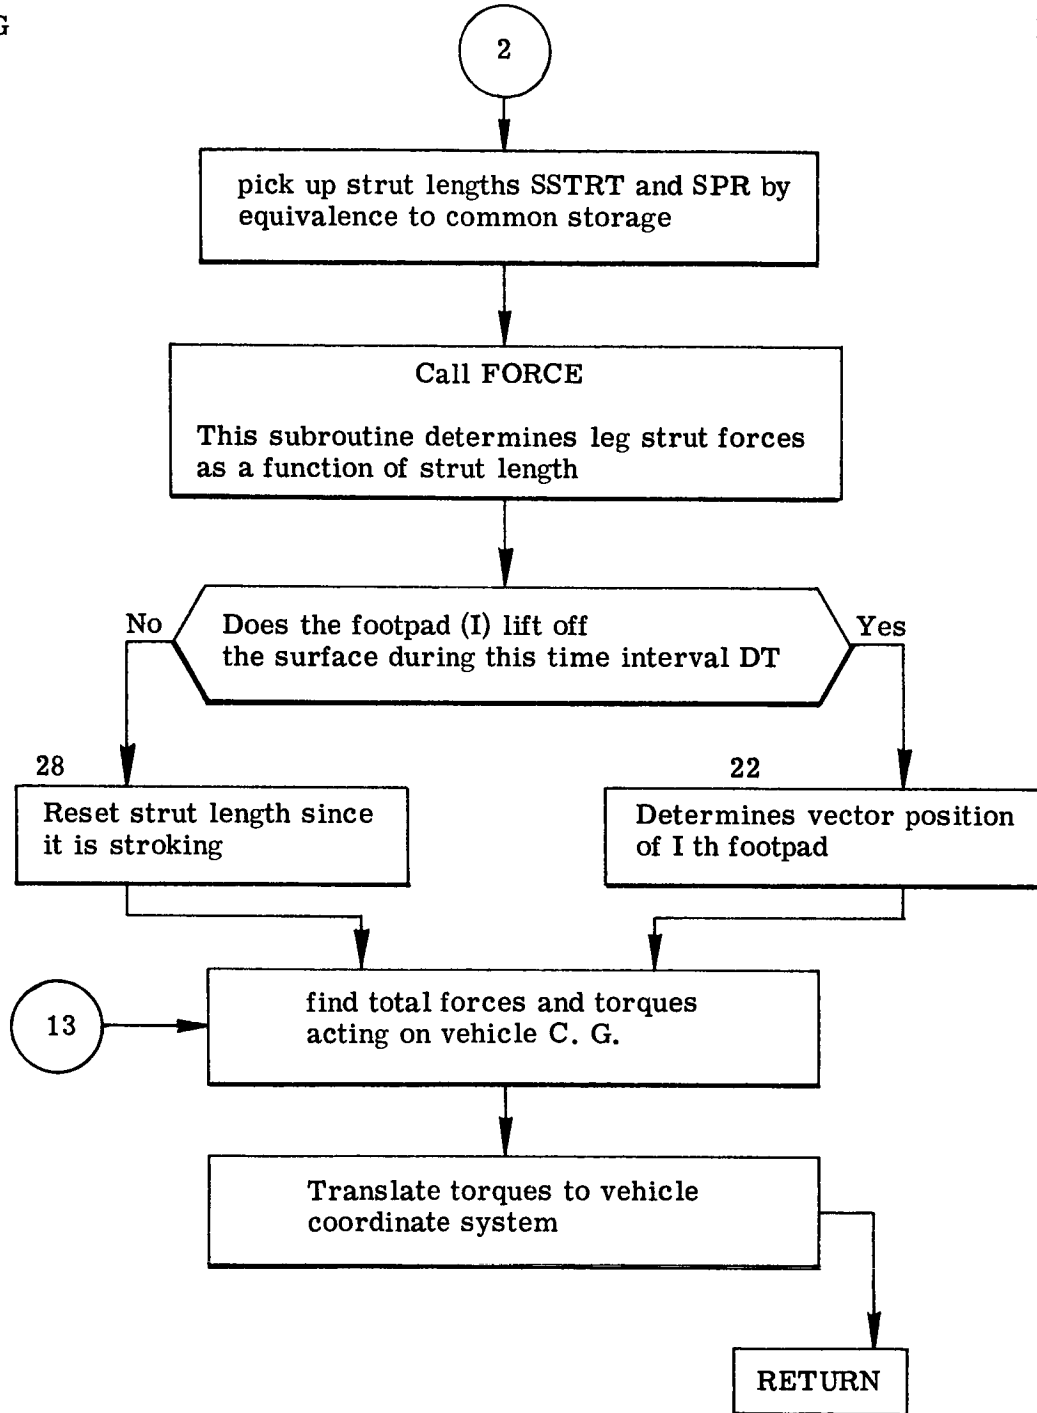 G
2
pick up strut lengths SSTRT and SPR by
equivalence to common storage
Call FORCE
This subroutine determines leg strut forces
as a function of strut length
No
Does the footpad (I) lift off
the surface during this time interval DT
Yes
28
Reset strut length since
it is stroking
22
Determines vector position
of I th footpad
13
find total forces and torques
acting on vehicle C. G.
Translate torques to vehicle
coordinate system
RETURN